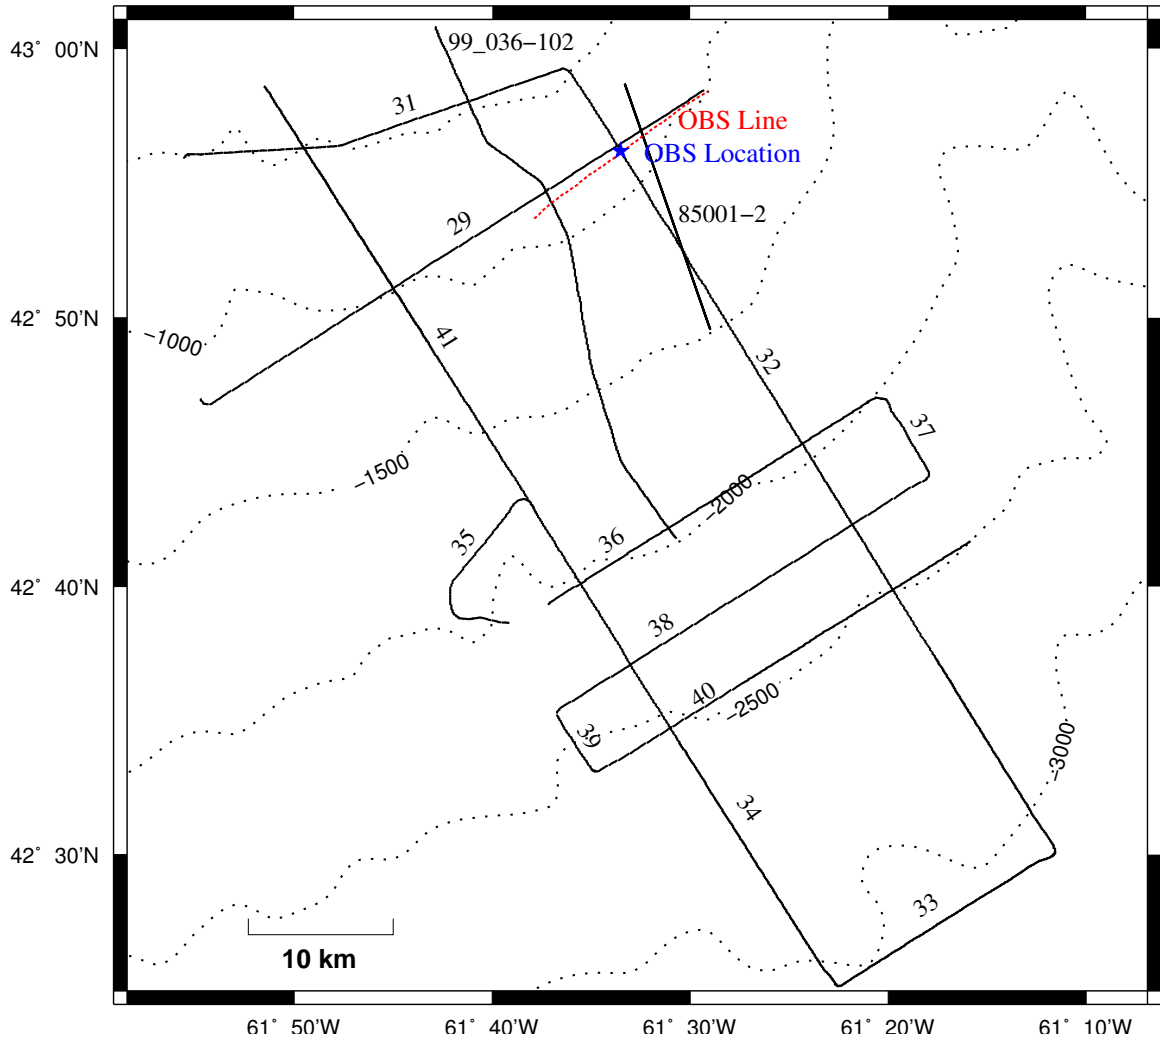 43° 00'N
99_036−102
31
OBS Line
OBS Location
85001−2
29
42° 50'N
−1000
41
32
37
−1500
−2000
35
36
42° 40'N
38
40
−2500
39
−3000
34
42° 30'N
33
10 km
61° 50'W
61° 40'W
61° 30'W
61° 20'W
61° 10'W